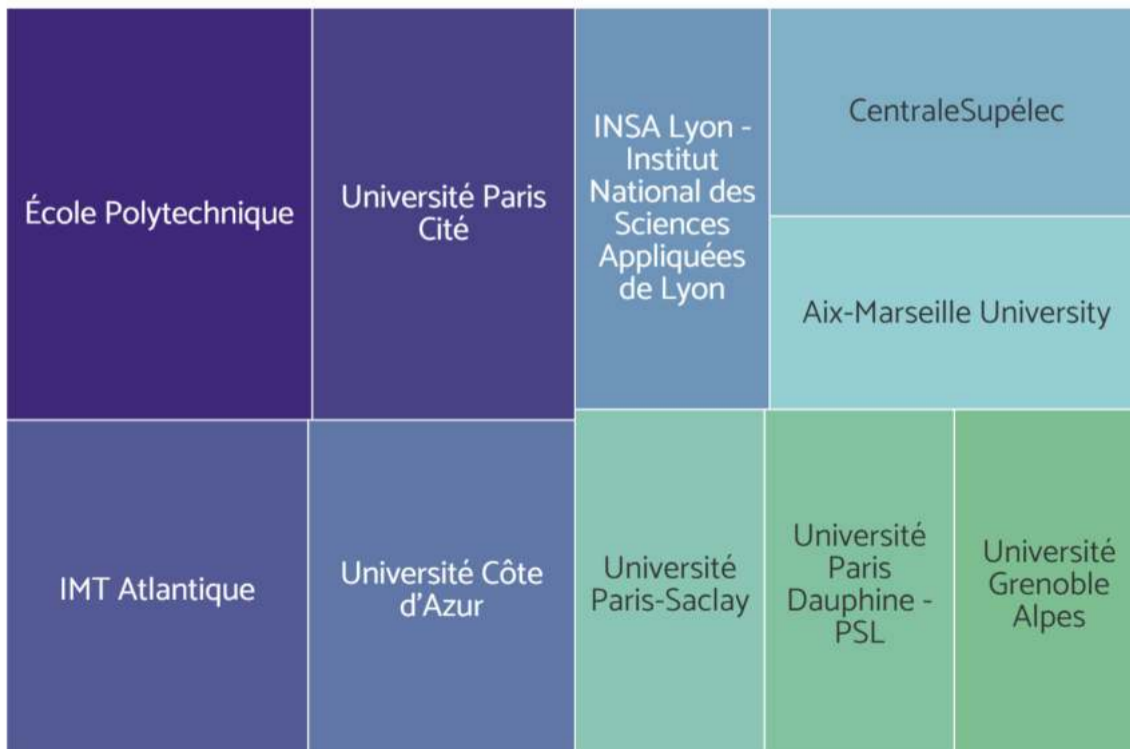 École Polytechnique
Université Paris
Cité
INSA Lyon -
Institut
National des
Sciences
Appliquées
de Lyon
CentraleSupélec
Aix-Marseille University
IMT Atlantique
Université Côte
d'Azur
Université
Paris-Saclay
Université
Paris
Dauphine -
PSL
Université
Grenoble
Alpes